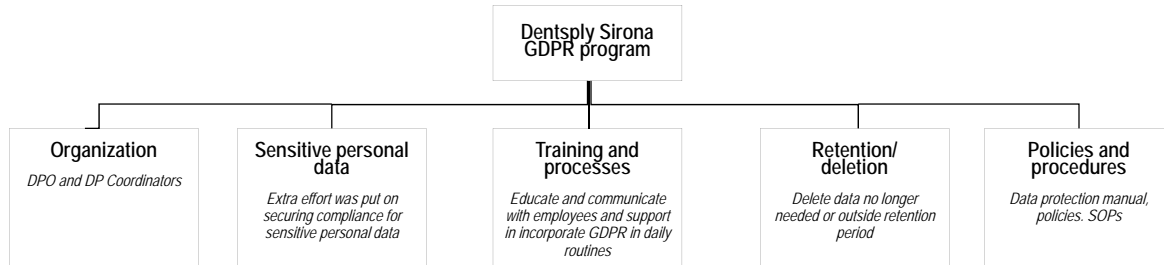 Dentsply Sirona
GDPR program
Organization
DPO and DP Coordinators
Sensitive personal
data
Extra effort was put on
securing compliance for
sensitive personal data
Training and
processes
Educate and communicate
with employees and support
in incorporate GDPR in daily
routines
Retention/
deletion
Delete data no longer
needed or outside retention
period
Policies and
procedures
Data protection manual,
policies. SOPs